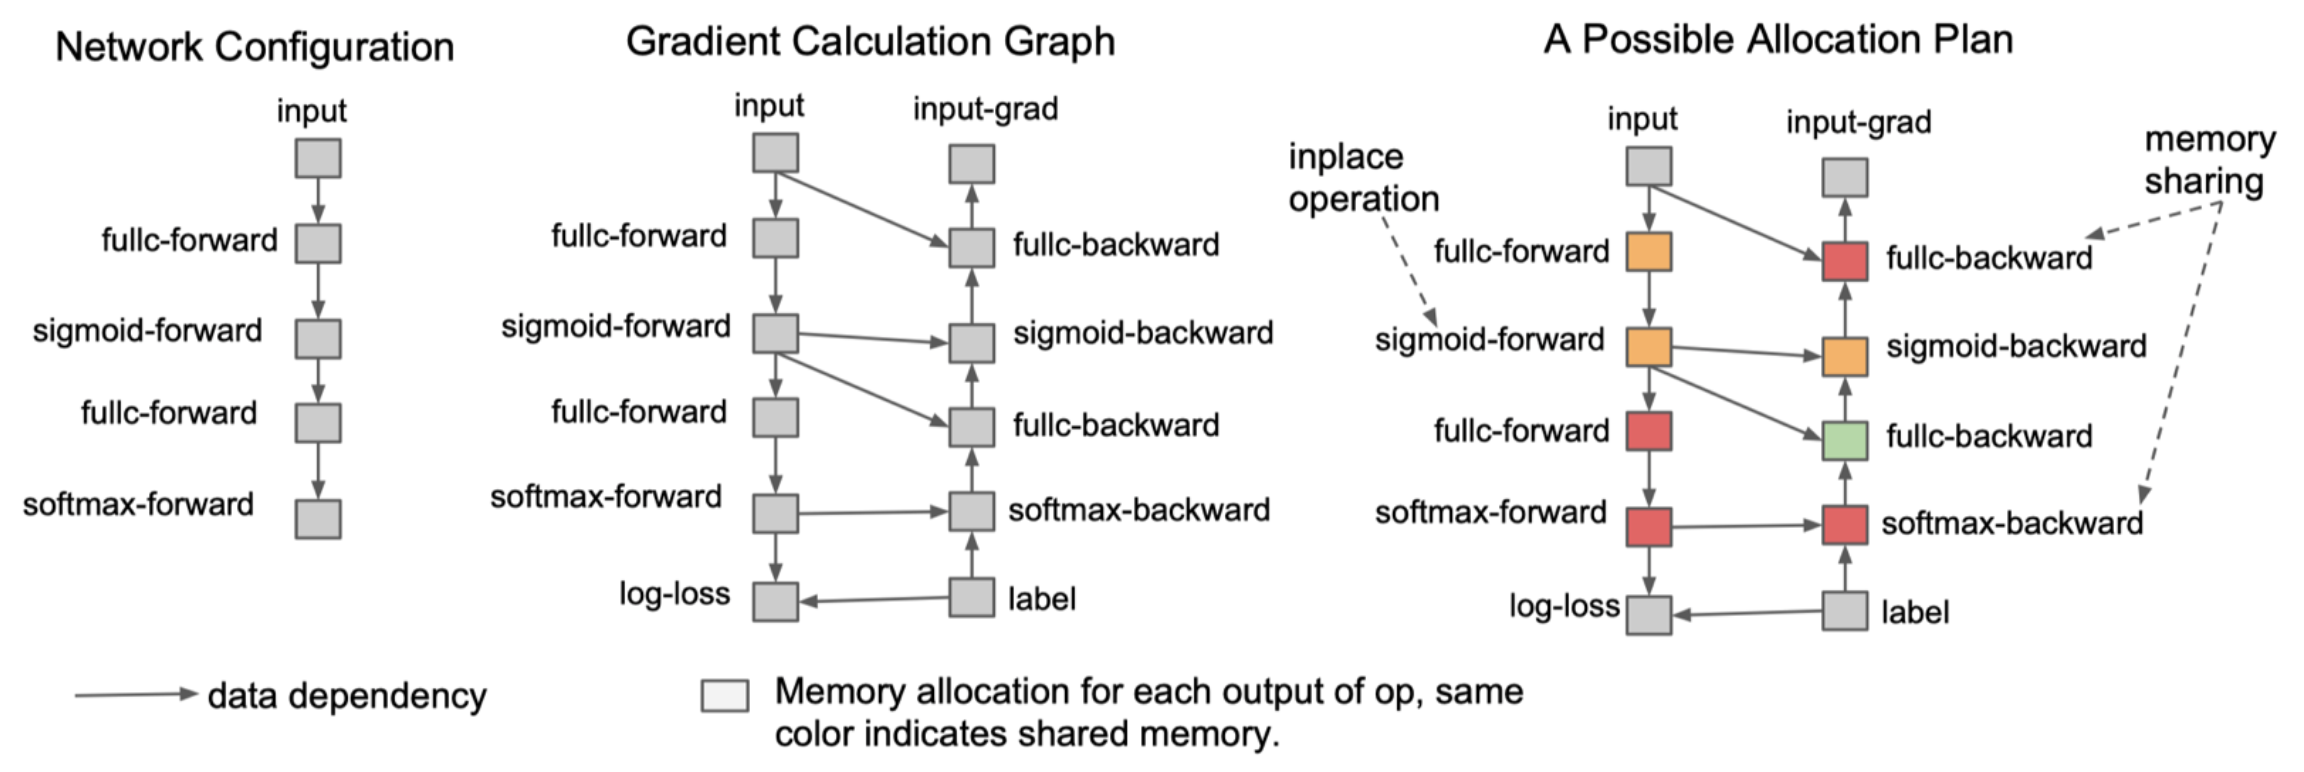 Network Configuration
input
fullc-forward
sigmoid-forward
fullc-forward
softmax-forward
Gradient Calculation Graph
input
input-grad
fullc-forward
fullc-backward
sigmoid-forward
sigmoid-backward
fullc-forward
fullc-backward
softmax-forward
softmax-backward
log-loss
label
A Possible Allocation Plan
input
input-grad
inplace
operation
memory
sharing
fullc-forward
fullc-backward
sigmoid-forward
sigmoid-backward
fullc-forward
fullc-backward
softmax-forward
softmax-backward
log-loss
label
data dependency
Memory allocation for each output of op, same
color indicates shared memory.